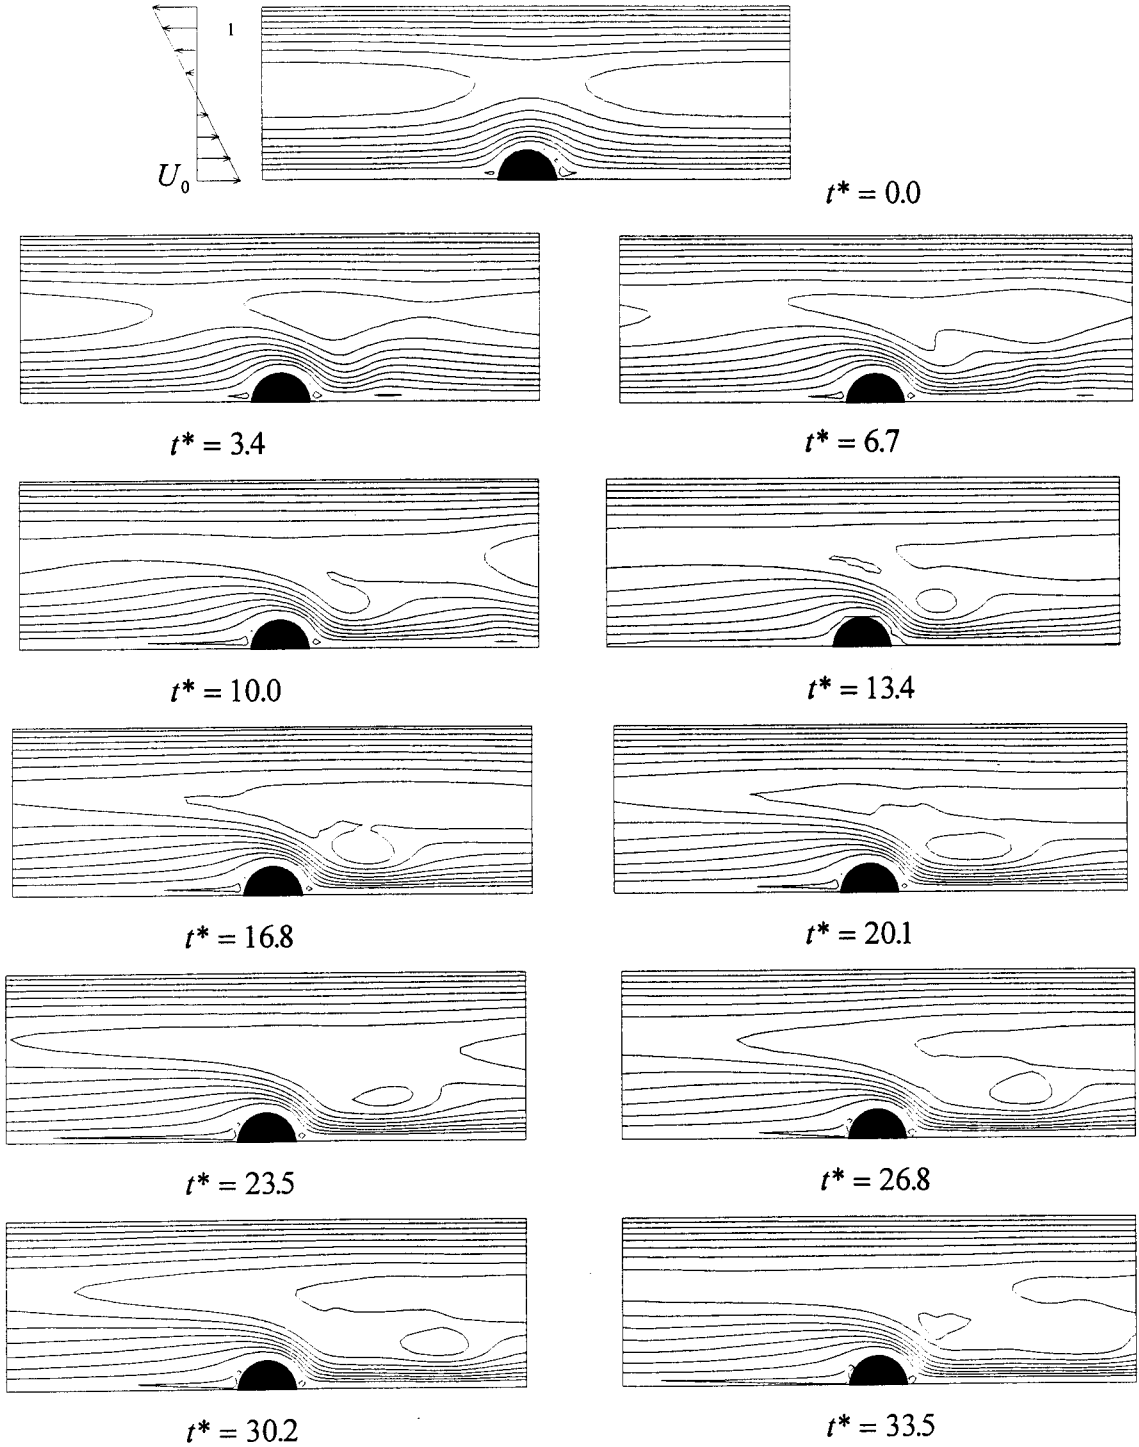 1
U₀
t* = 0.0
t* = 3.4
t* = 6.7
t* = 10.0
t* = 13.4
t* = 16.8
t* = 20.1
t* = 23.5
t* = 26.8
t* = 30.2
t* = 33.5